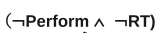 (¬Perform ∧ ¬RT)